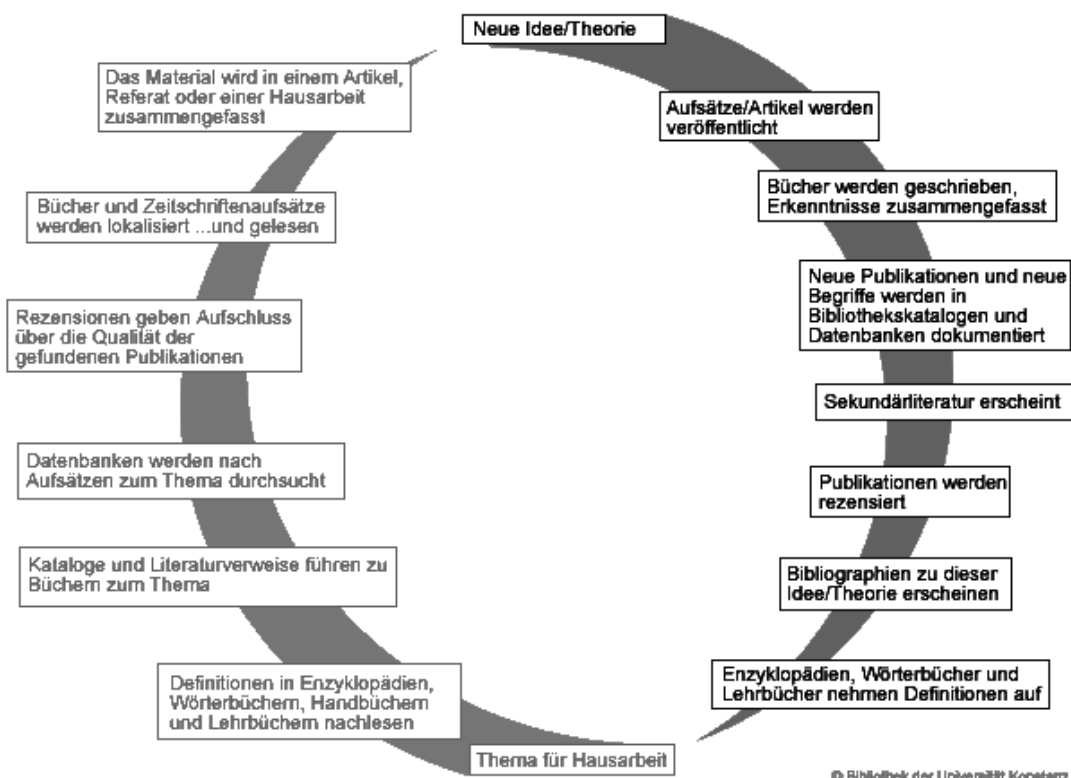 Neue Idee/Theorie
Aufsätze/Artikel werden
veröffentlicht
Bücher werden geschrieben,
Erkenntnisse zusammengefasst
Neue Publikationen und neue
Begriffe werden in
Bibliothekskatalogen und
Datenbanken dokumentiert
Sekundärliteratur erscheint
Publikationen werden
rezensiert
Bibliographien zu dieser
Idee/Theorie erscheinen
Enzyklopädien, Wörterbücher und
Lehrbücher nehmen Definitionen auf
Thema für Hausarbeit
Definitionen in Enzyklopädien,
Wörterbüchern, Handbüchern
und Lehrbüchern nachlesen
Kataloge und Literaturverweise führen zu
Büchern zum Thema
Datenbanken werden nach
Aufsätzen zum Thema durchsucht
Rezensionen geben Aufschluss
über die Qualität der
gefundenen Publikationen
Bücher und Zeitschriftenaufsätze
werden lokalisiert ...und gelesen
Das Material wird in einem Artikel,
Referat oder einer Hausarbeit
zusammengefasst
© Bibliothek der Universität Konstanz